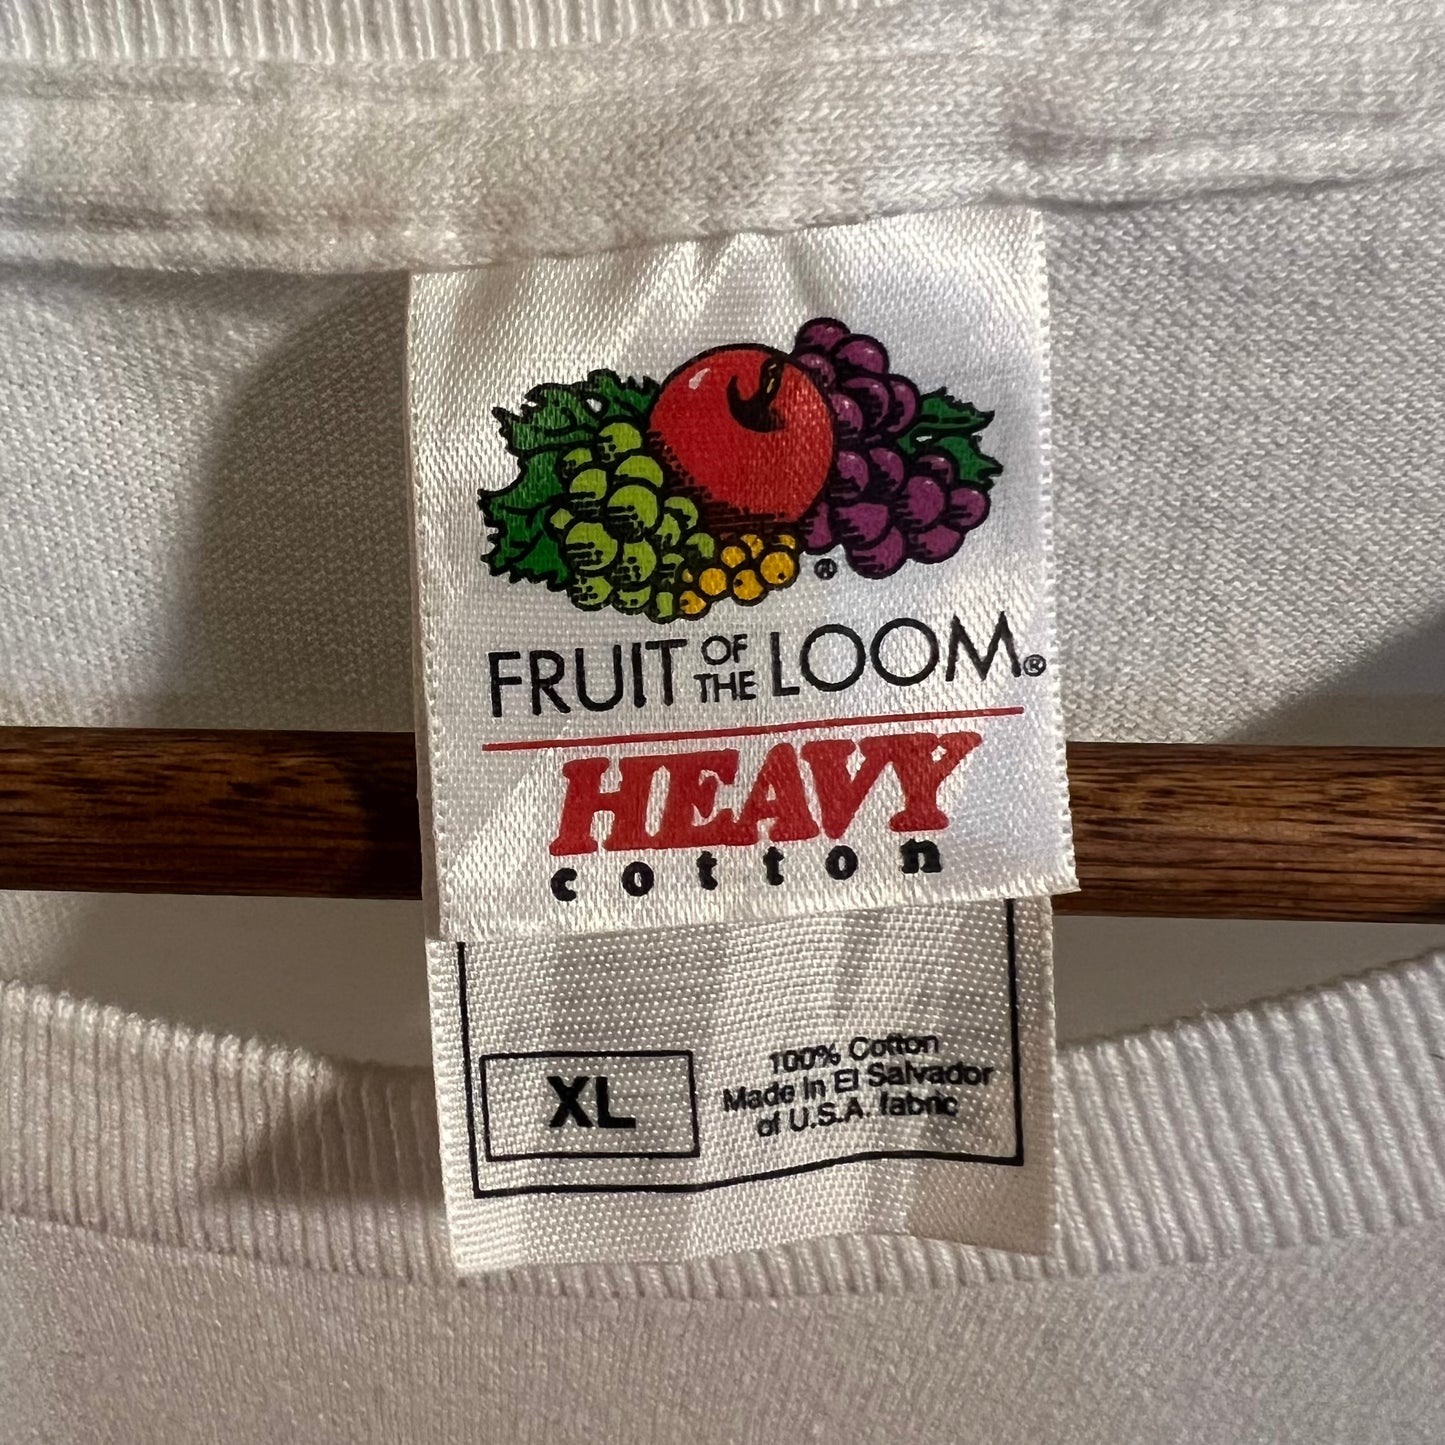 ®
FRUIT OF THE LOOM®
HEAVY
cotton
XL
100% Cotton
Made In El Salvador
of U.S.A. fabric